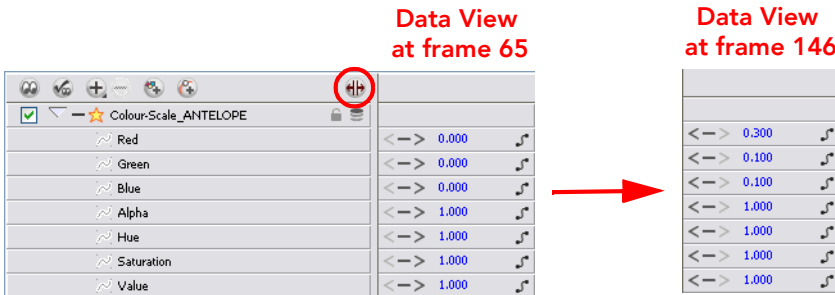 Data View
at frame 65
Data View
at frame 146
Colour-Scale_ANTELOPE
Red 0.000 0.300
Green 0.000 0.100
Blue 0.000 0.100
Alpha 1.000 1.000
Hue 1.000 1.000
Saturation 1.000 1.000
Value 1.000 1.000